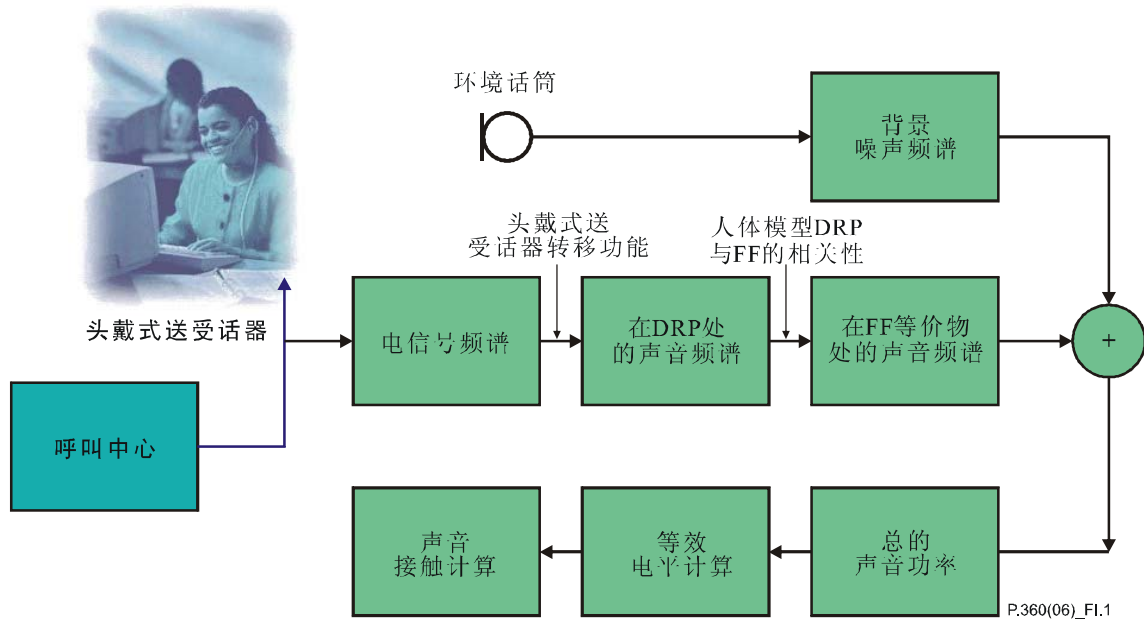 环境话筒
背景
噪声频谱
头戴式送
受话器转移功能
人体模型DRP
与FF的相关性
头戴式送受话器
电信号频谱
在DRP处
的声音频谱
在FF等价物
处的声音频谱
+
呼叫中心
声音
接触计算
等效
电平计算
总的
声音功率
P.360(06)_FI.1